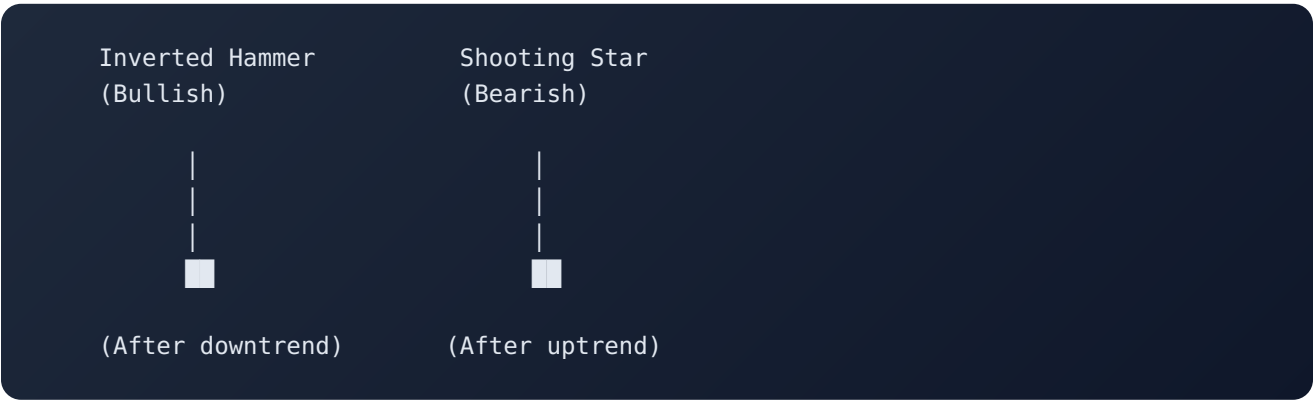 Inverted Hammer          Shooting Star
(Bullish)                (Bearish)
|                       |
|                       |
|                       |
██                      ██
(After downtrend)       (After uptrend)